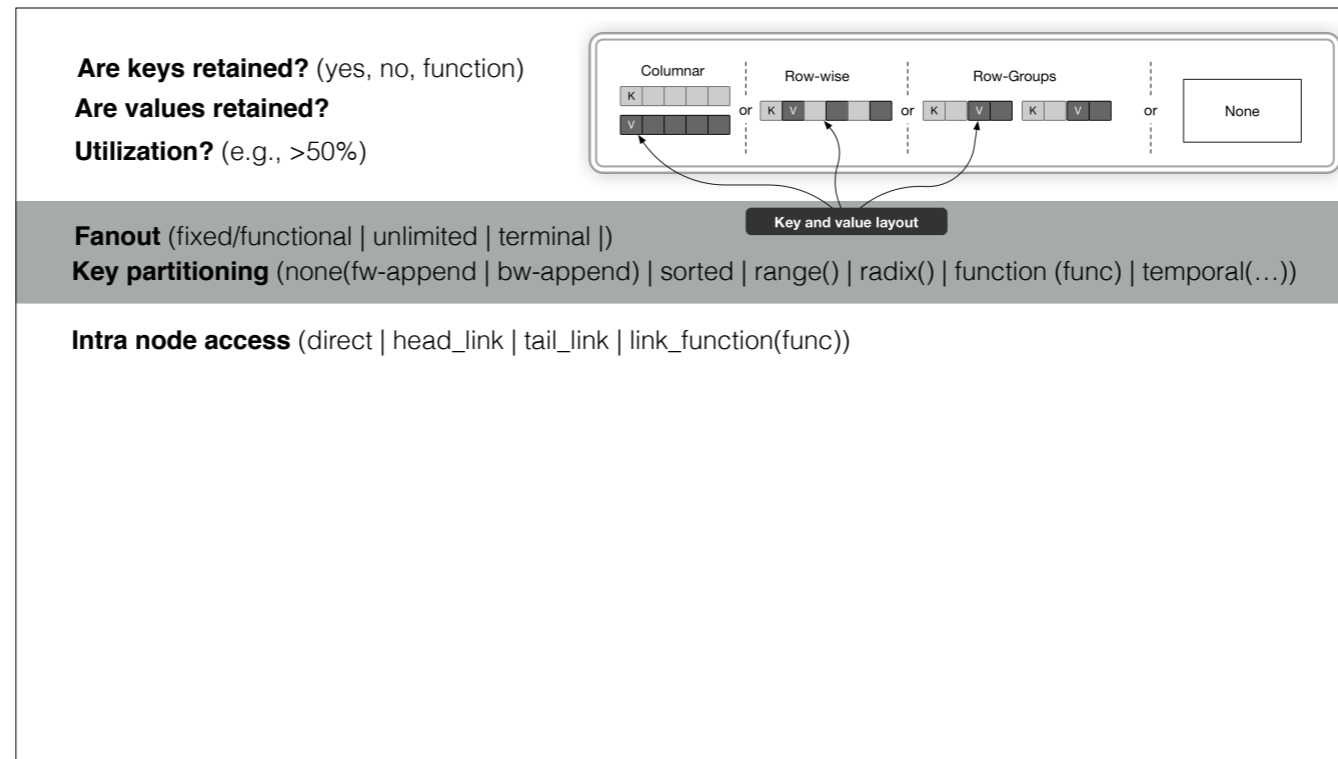 Are keys retained? (yes, no, function)
Are values retained?
Utilization? (e.g., >50%)
Columnar
K
V
or
Row-wise
K V
or
Row-Groups
K V K V
or
None
Key and value layout
Fanout (fixed/functional | unlimited | terminal |)
Key partitioning (none(fw-append | bw-append) | sorted | range() | radix() | function (func) | temporal(…))
Intra node access (direct | head_link | tail_link | link_function(func))